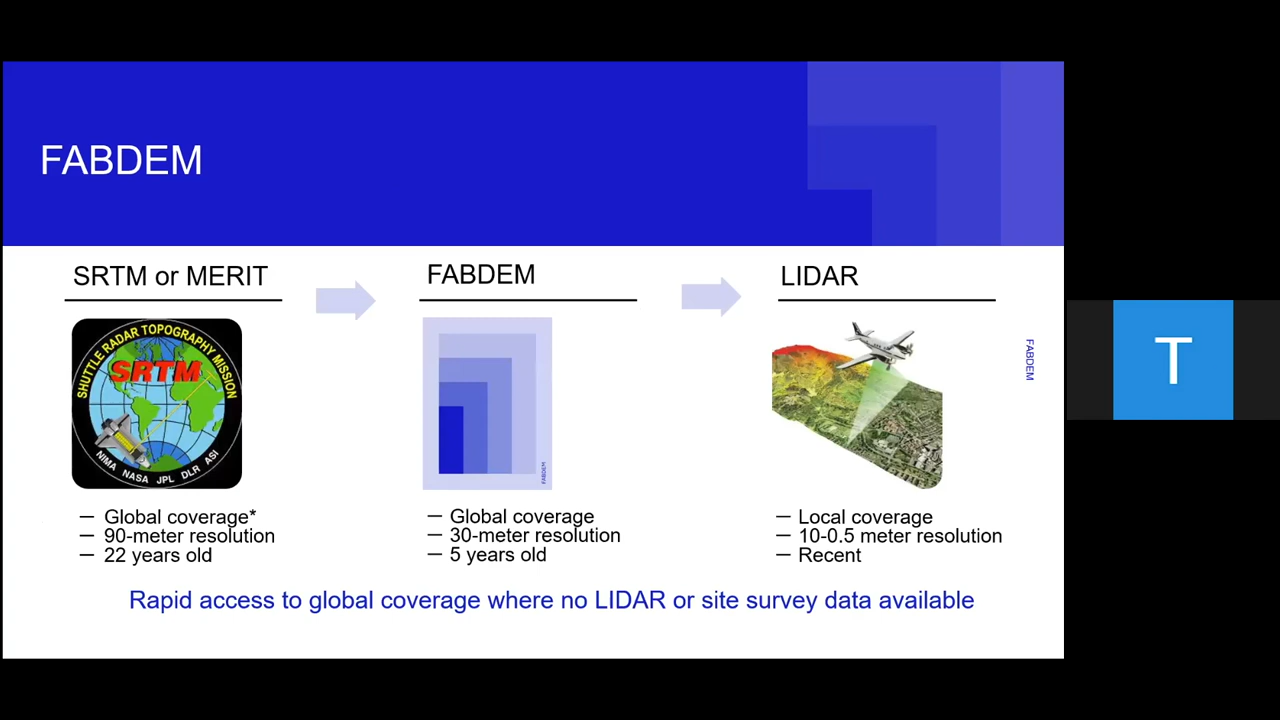 FABDEM
SRTM or MERIT
SHUTTLE RADAR TOPOGRAPHY MISSION
SRTM
NIMA NASA JPL DLR ASI
— Global coverage*
— 90-meter resolution
— 22 years old
FABDEM
FABDEM
— Global coverage
— 30-meter resolution
— 5 years old
LIDAR
— Local coverage
— 10-0.5 meter resolution
— Recent
FABDEM
Rapid access to global coverage where no LIDAR or site survey data available
T